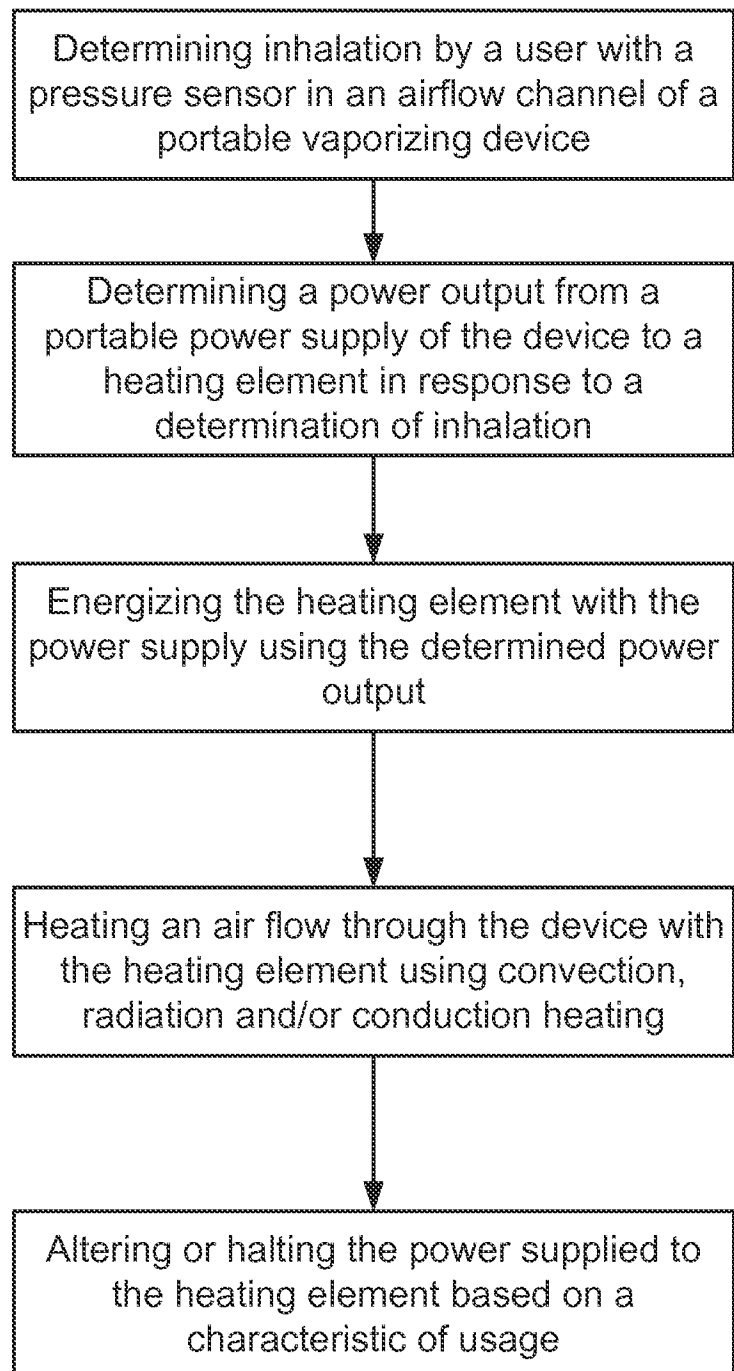 Determining inhalation by a user with a
pressure sensor in an airflow channel of a
portable vaporizing device
Determining a power output from a
portable power supply of the device to a
heating element in response to a
determination of inhalation
Energizing the heating element with the
power supply using the determined power
output
Heating an air flow through the device with
the heating element using convection,
radiation and/or conduction heating
Altering or halting the power supplied to
the heating element based on a
characteristic of usage